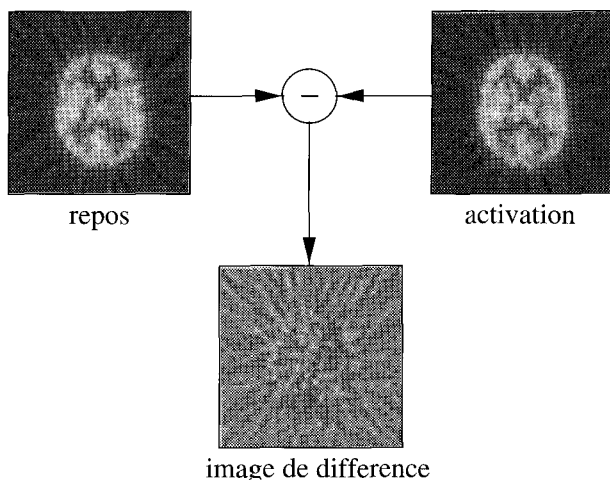 repos
−
activation
image de difference